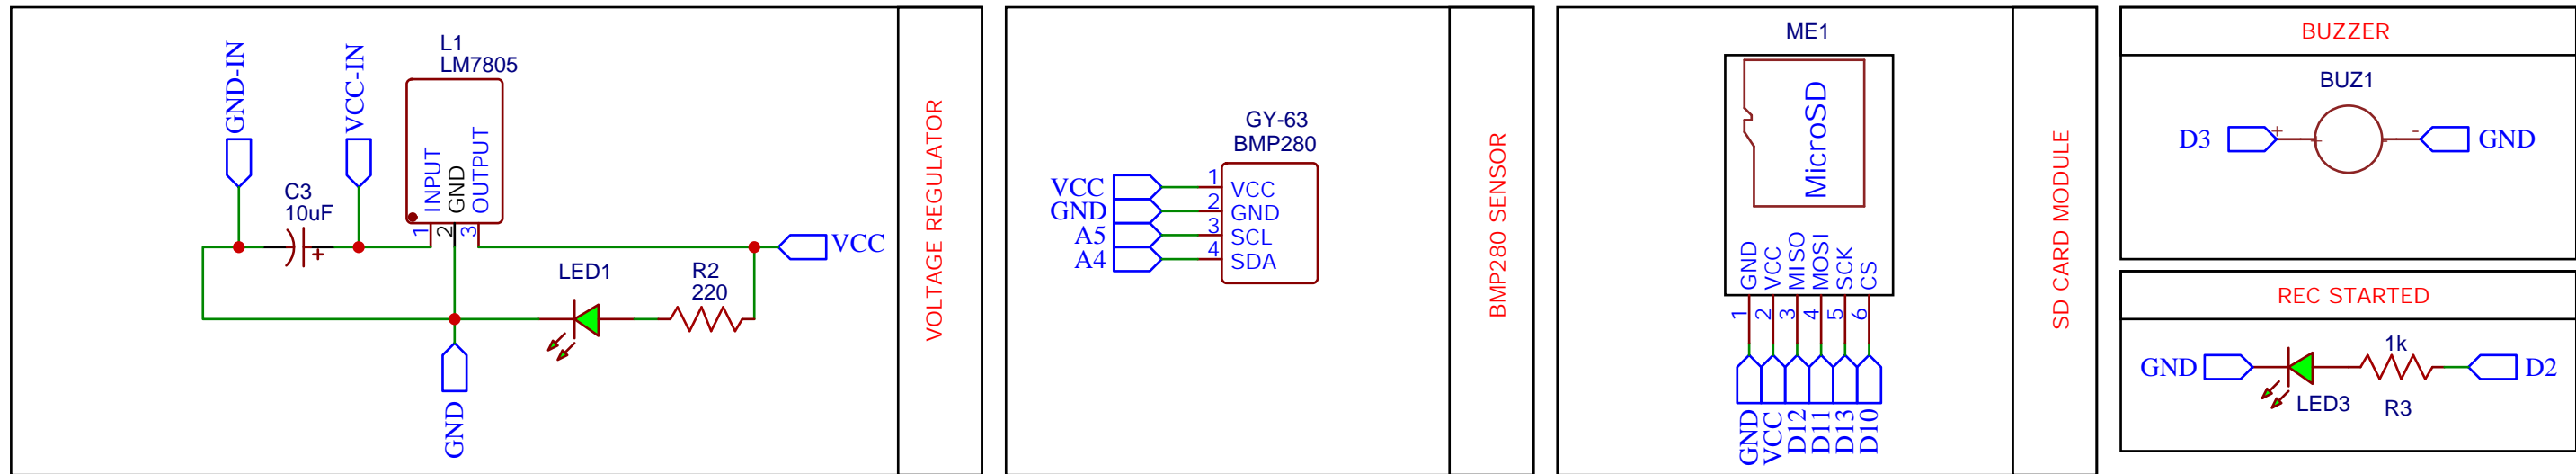 GND-IN
VCC-IN
L1
LM7805
INPUT
GND
OUTPUT
1
2
3
C3
10uF
+
VCC
LED1
R2
220
GND
VOLTAGE REGULATOR
GY-63
BMP280
VCC
GND
A5
A4
1
2
3
4
VCC
GND
SCL
SDA
BMP280 SENSOR
ME1
MicroSD
GND
VCC
MISO
MOSI
SCK
CS
1
2
3
4
5
6
GND
VCC
D12
D11
D13
D10
SD CARD MODULE
BUZZER
BUZ1
D3
+
-
GND
REC STARTED
1k
GND
D2
LED3
R3